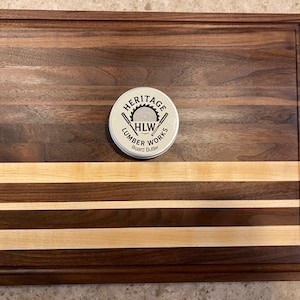 HERITAGE
HLW
LUMBER WORKS
Board Butter